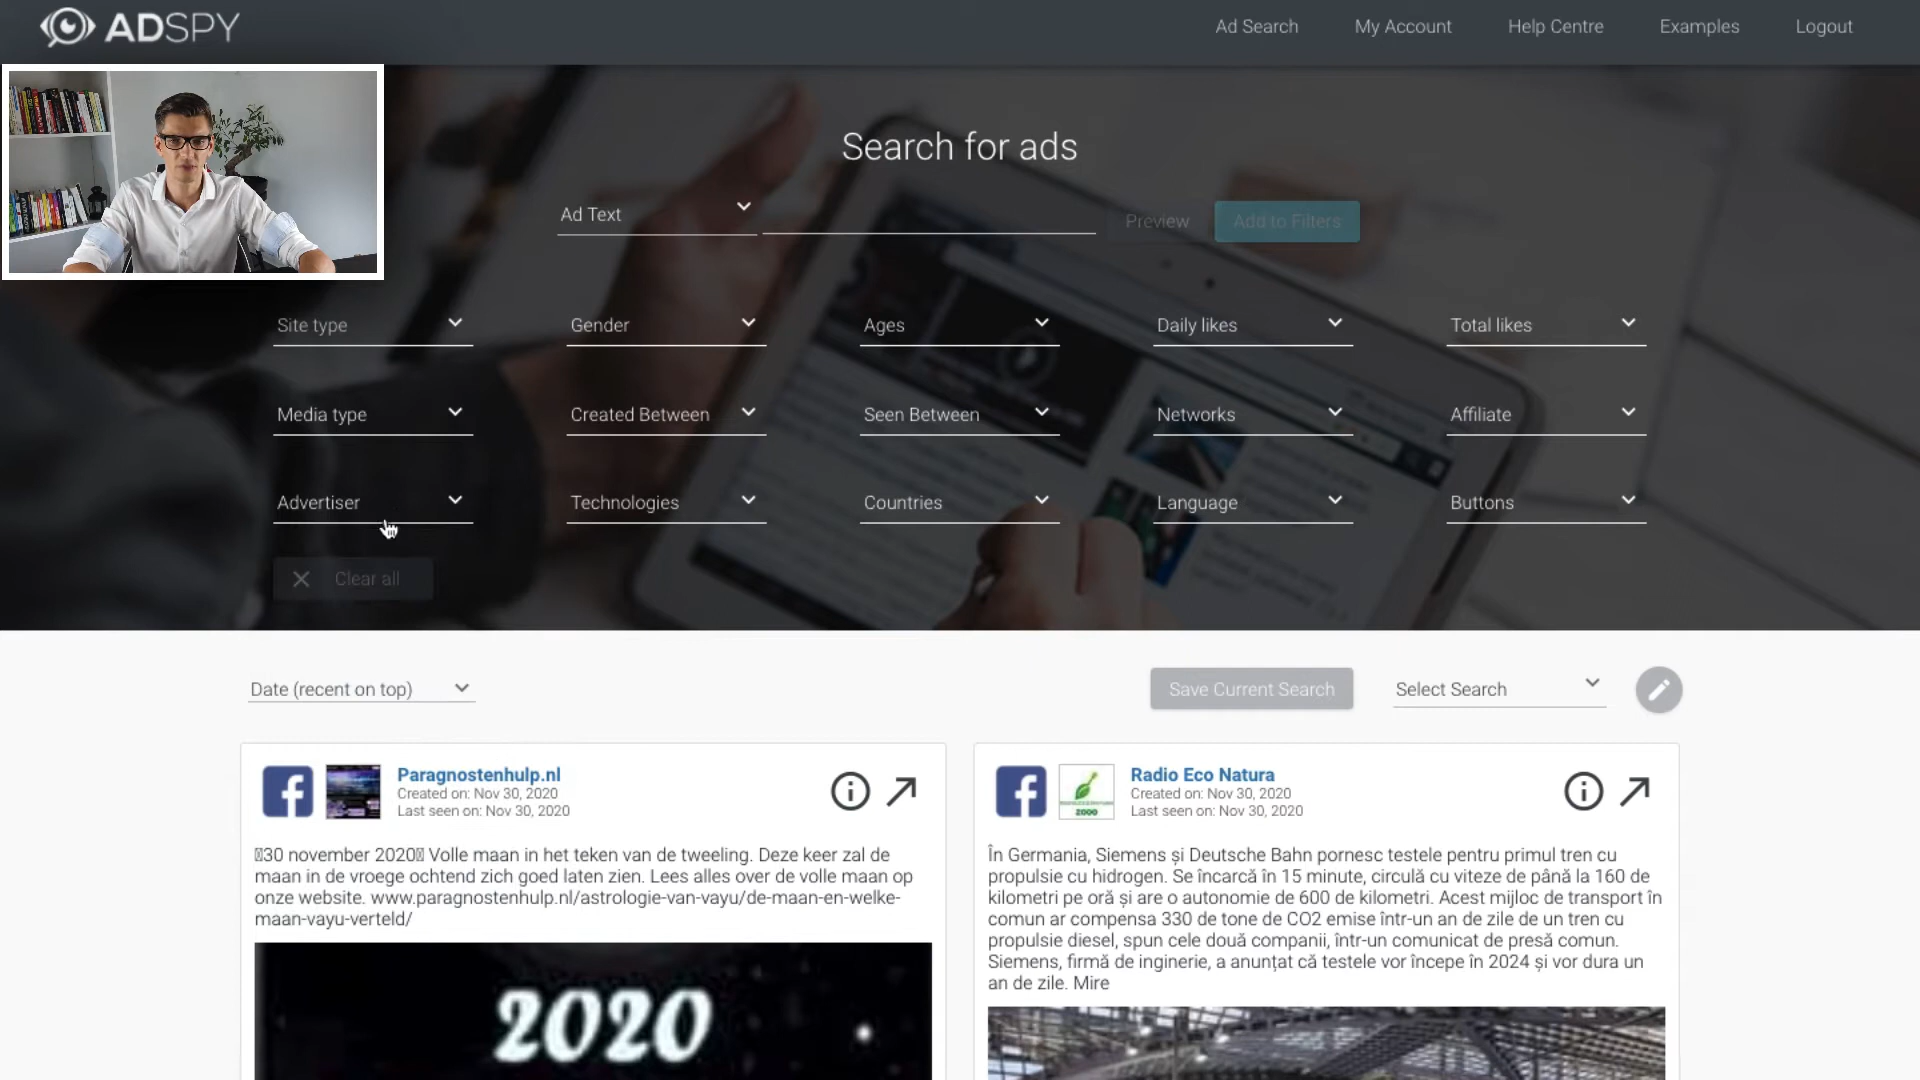 ADSPY
Ad Search
My Account
Help Centre
Examples
Logout
Search for ads
Ad Text
Preview
Add to Filters
Site type
Gender
Ages
Daily likes
Total likes
Media type
Created Between
Seen Between
Networks
Affiliate
Advertiser
Technologies
Countries
Language
Buttons
Clear all
Date (recent on top)
Save Current Search
Select Search
Paragnostenhulp.nl
Created on: Nov 30, 2020
Last seen on: Nov 30, 2020
30 november 2020 Volle maan in het teken van de tweeling. Deze keer zal de
maan in de vroege ochtend zich goed laten zien. Lees alles over de volle maan op
onze website. www.paragnostenhulp.nl/astrologie-van-vayu/de-maan-en-welke-
maan-vayu-verteld/
2020
2000
Radio Eco Natura
Created on: Nov 30, 2020
Last seen on: Nov 30, 2020
În Germania, Siemens și Deutsche Bahn pornesc testele pentru primul tren cu
propulsie cu hidrogen. Se încarcă în 15 minute, circulă cu viteze de până la 160 de
kilometri pe oră și are o autonomie de 600 de kilometri. Acest mijloc de transport în
comun ar compensa 330 de tone de CO2 emise într-un an de zile de un tren cu
propulsie diesel, spun cele două companii, într-un comunicat de presă comun.
Siemens, firmă de inginerie, a anunțat că testele vor începe în 2024 și vor dura un
an de zile. Mire